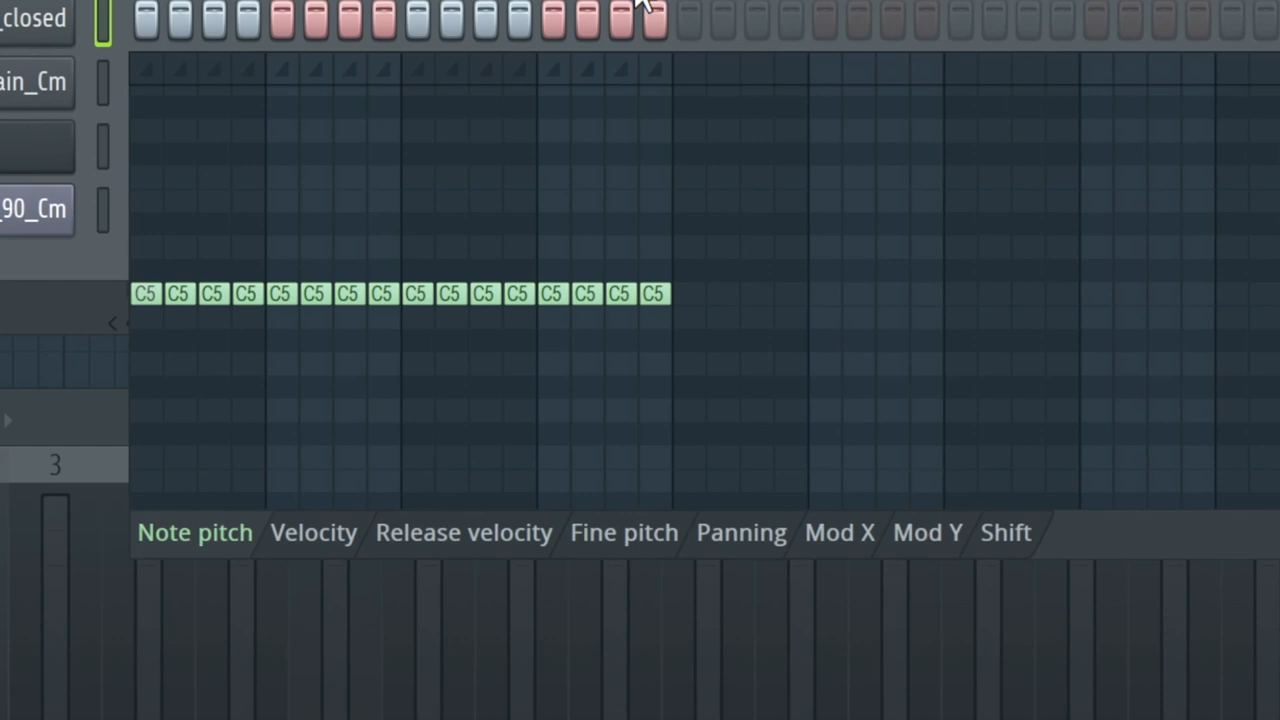 _closed
ain_Cm
_90_Cm
C5 C5 C5 C5 C5 C5 C5 C5 C5 C5 C5 C5 C5 C5 C5 C5
3
Note pitch Velocity Release velocity Fine pitch Panning Mod X Mod Y Shift